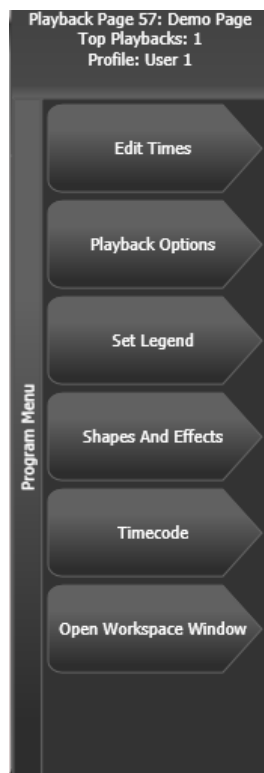 Playback Page 57: Demo Page
Top Playbacks: 1
Profile: User 1
Program Menu
Edit Times
Playback Options
Set Legend
Shapes And Effects
Timecode
Open Workspace Window